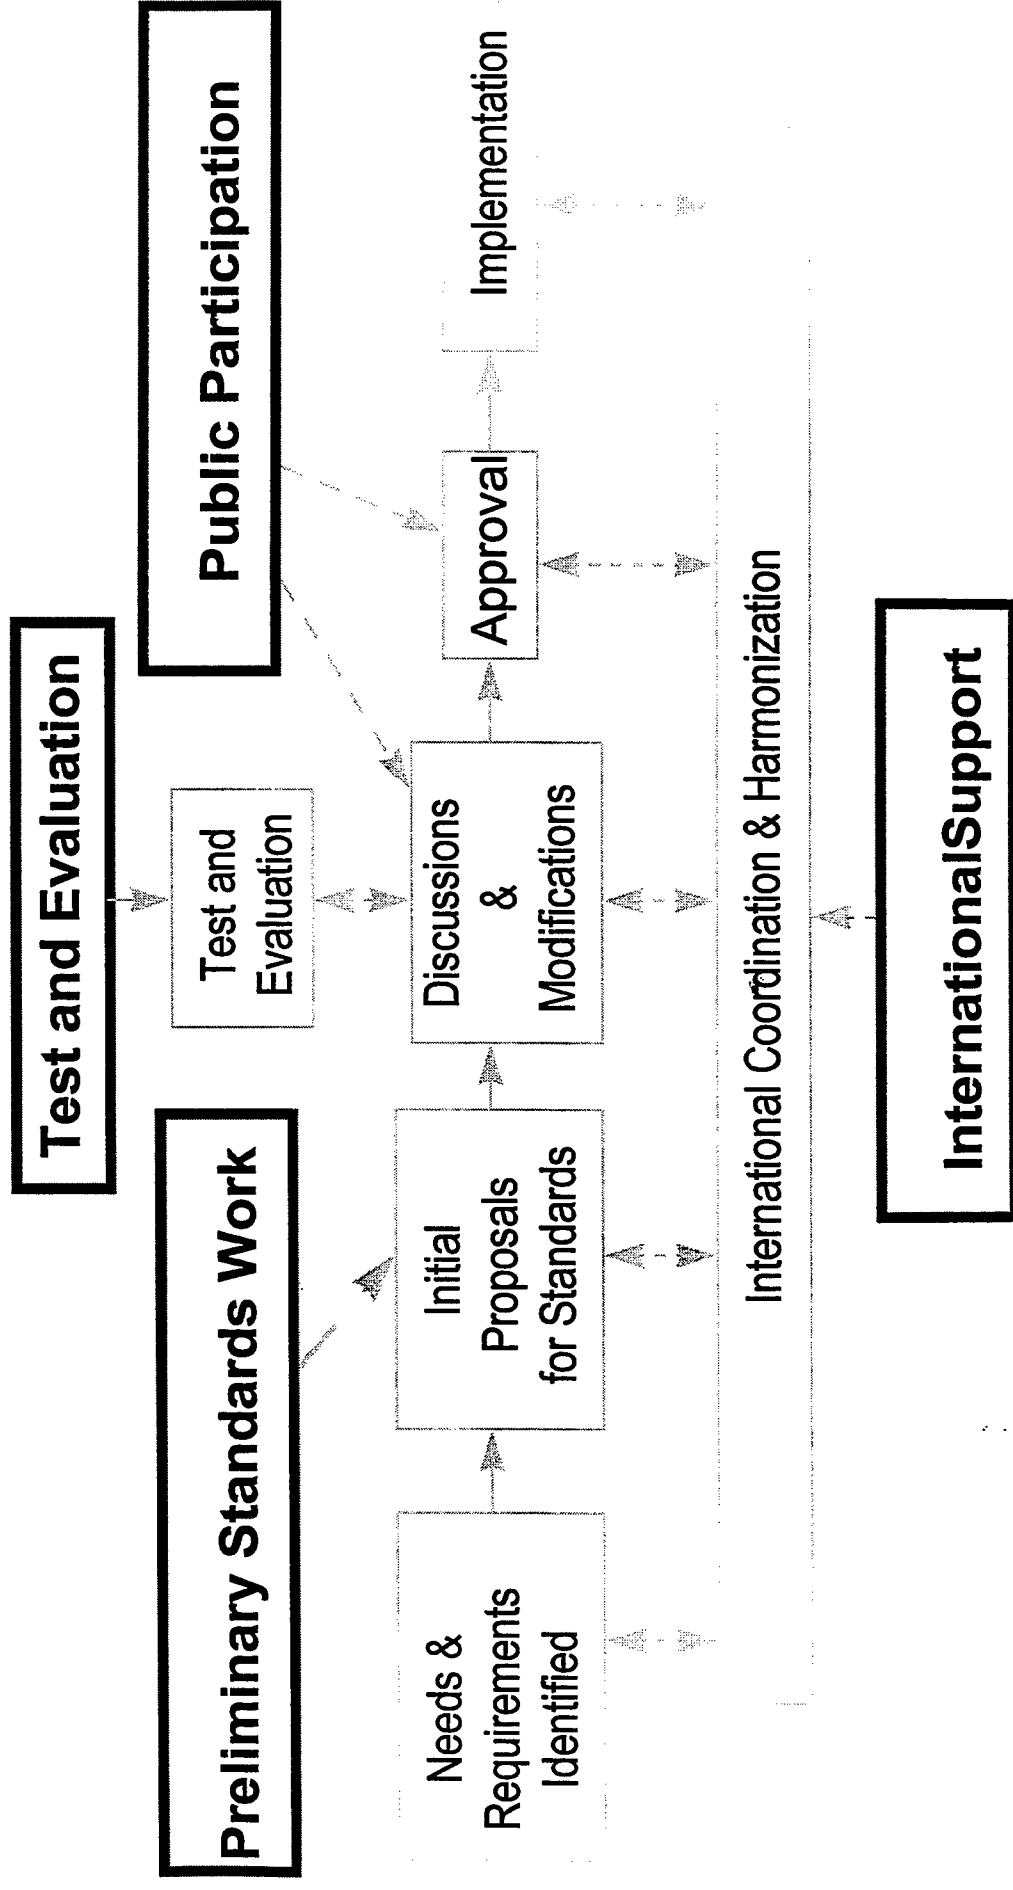 Test and Evaluation
Preliminary Standards Work
Public Participation
Test and
Evaluation
Needs &
Requirements
Identified
Initial
Proposals
for Standards
Discussions
&
Modifications
Approval
Implementation
International Coordination & Harmonization
InternationalSupport